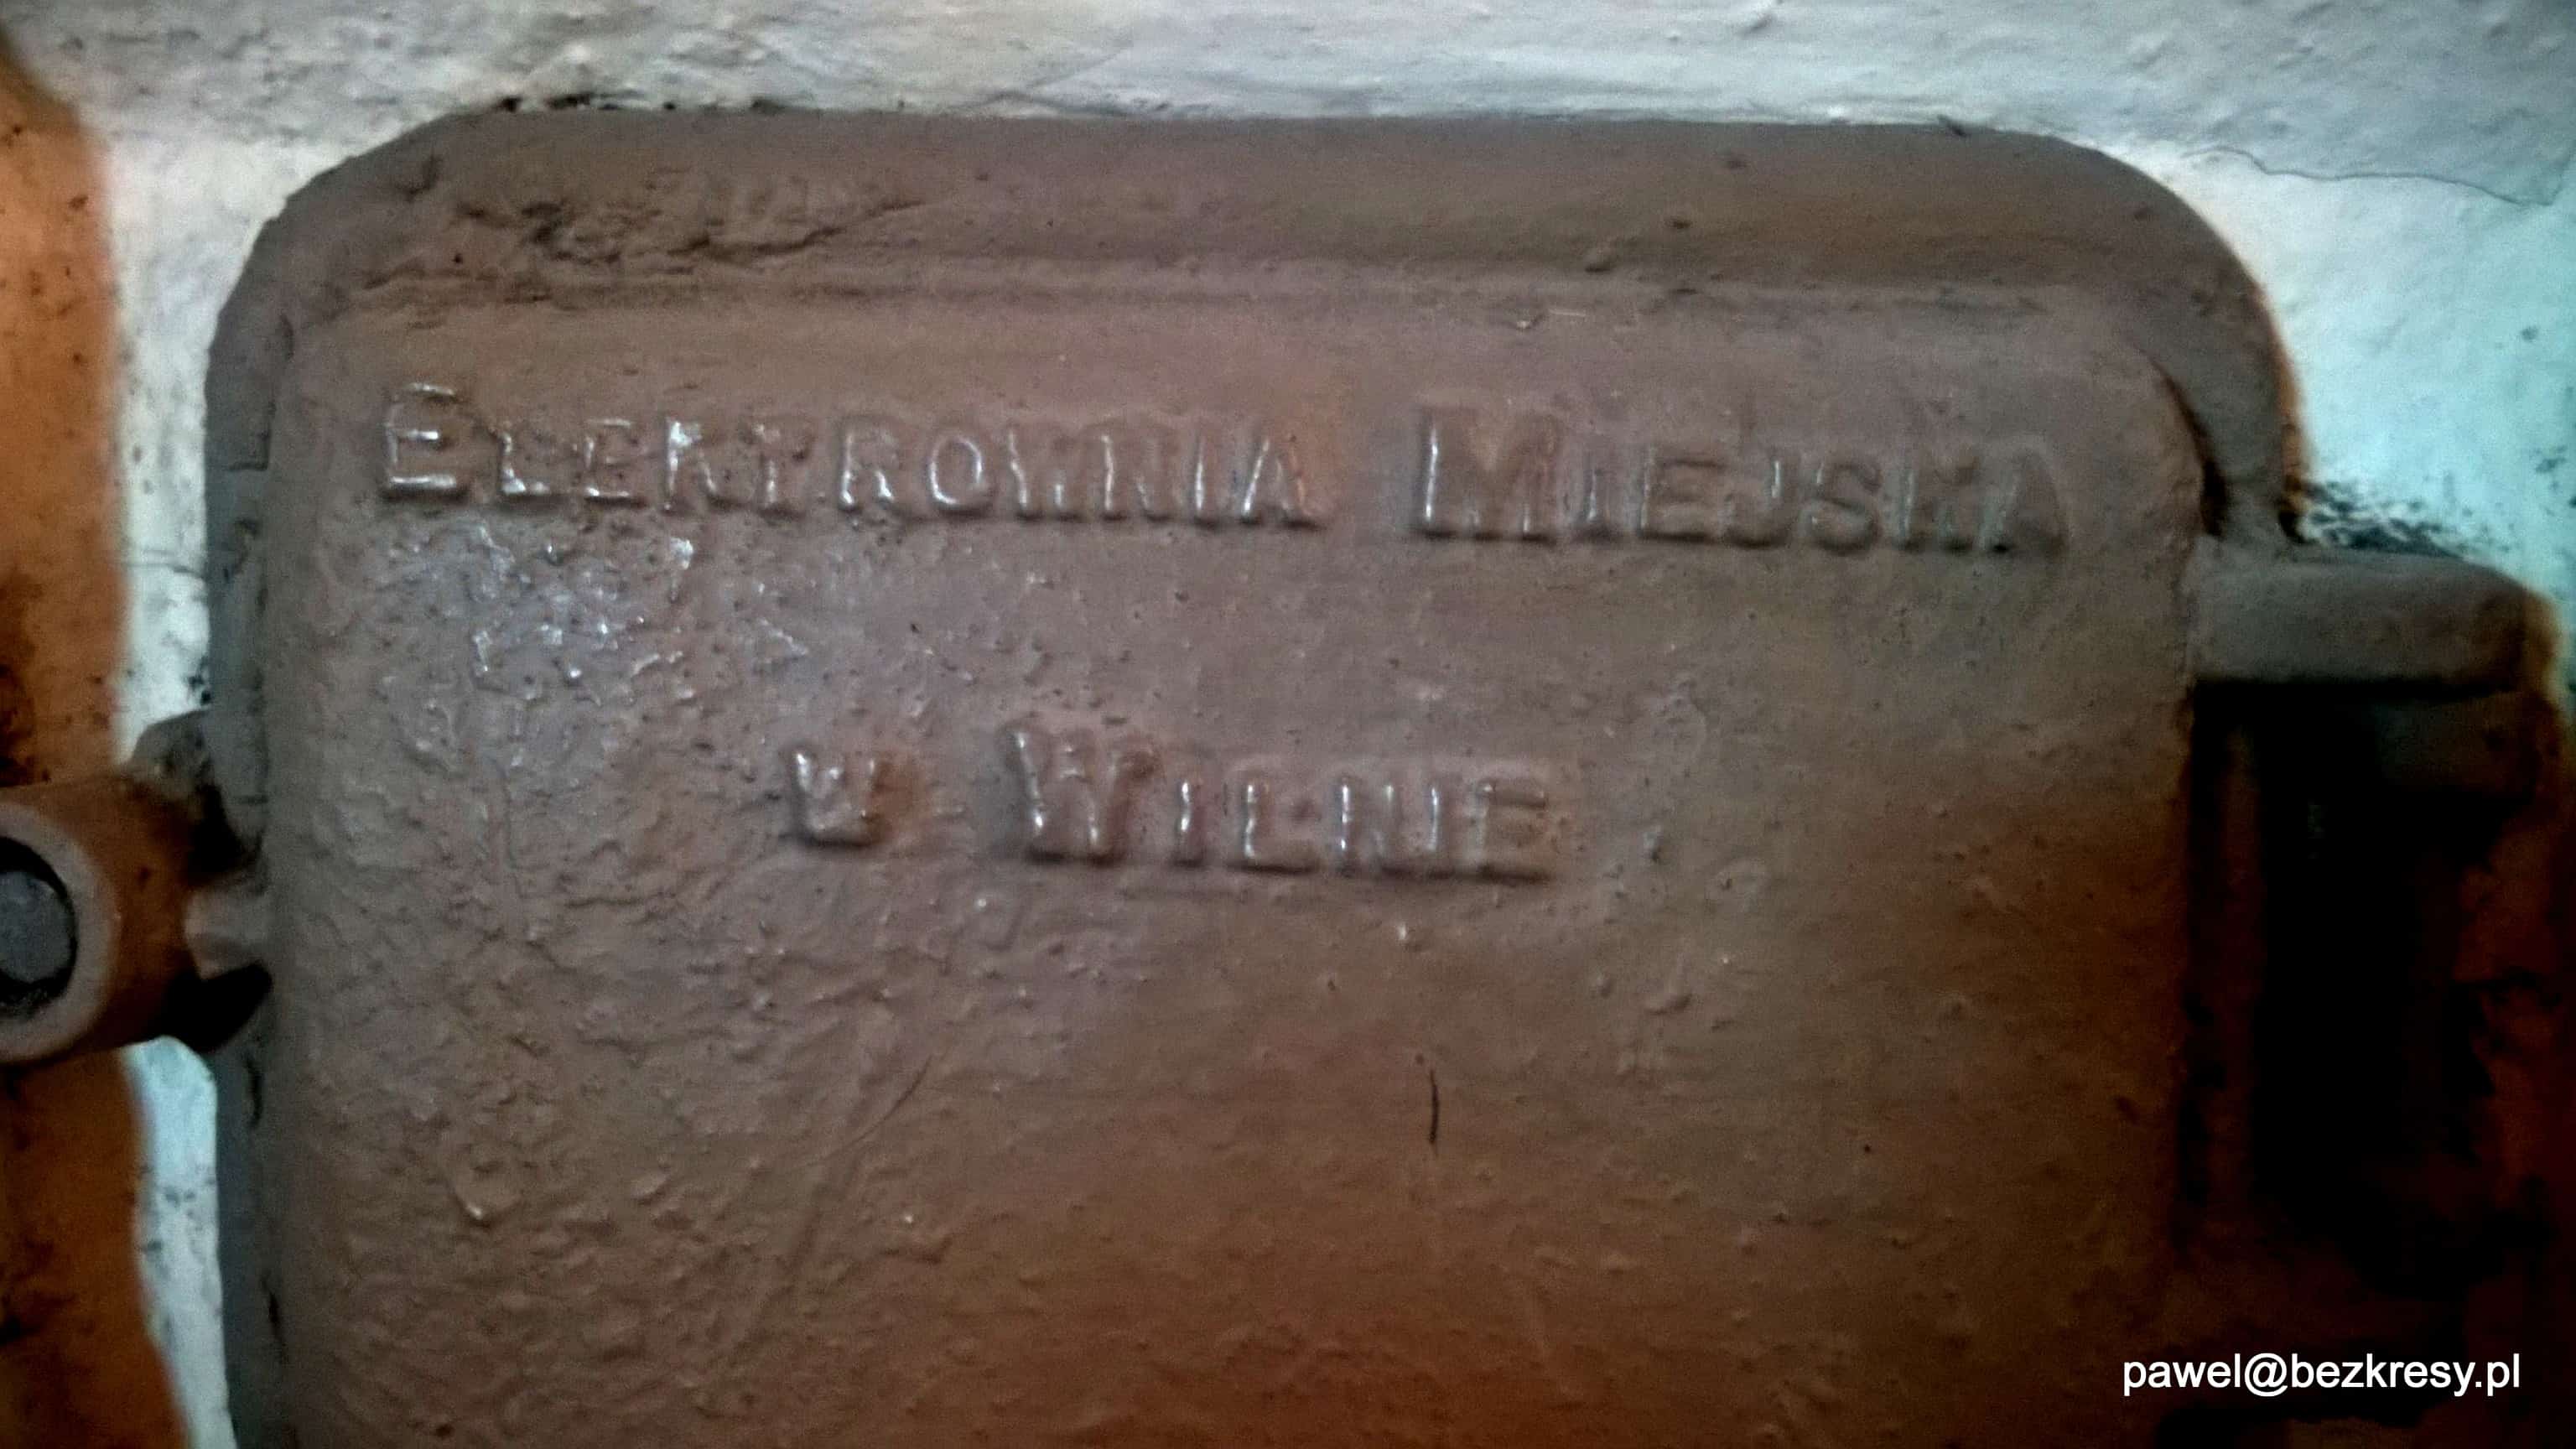 ELEKTROWNIA MIEJSKA
W WILNIE
pawel@bezkresy.pl